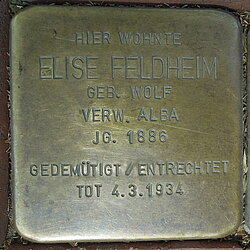 HIER WOHNTE
ELISE FELDHEIM
GEB. WOLF
VERW. ALBA
JG. 1886
GEDEMÜTIGT/ENTRECHTET
TOT 4.3.1934